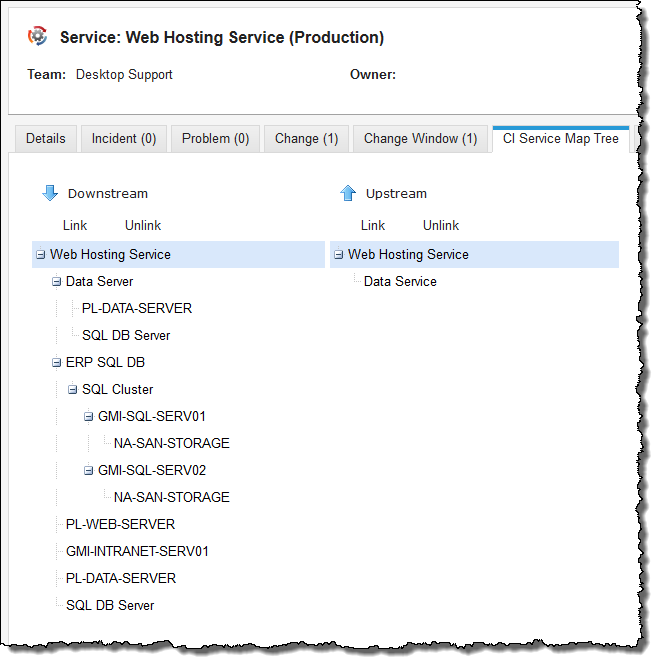 Service: Web Hosting Service (Production)
Team: Desktop Support Owner:
Details Incident (0) Problem (0) Change (1) Change Window (1) CI Service Map Tree
Downstream
Link Unlink
Web Hosting Service
Data Server
PL-DATA-SERVER
SQL DB Server
ERP SQL DB
SQL Cluster
GMI-SQL-SERV01
NA-SAN-STORAGE
GMI-SQL-SERV02
NA-SAN-STORAGE
PL-WEB-SERVER
GMI-INTRANET-SERV01
PL-DATA-SERVER
SQL DB Server
Upstream
Link Unlink
Web Hosting Service
Data Service